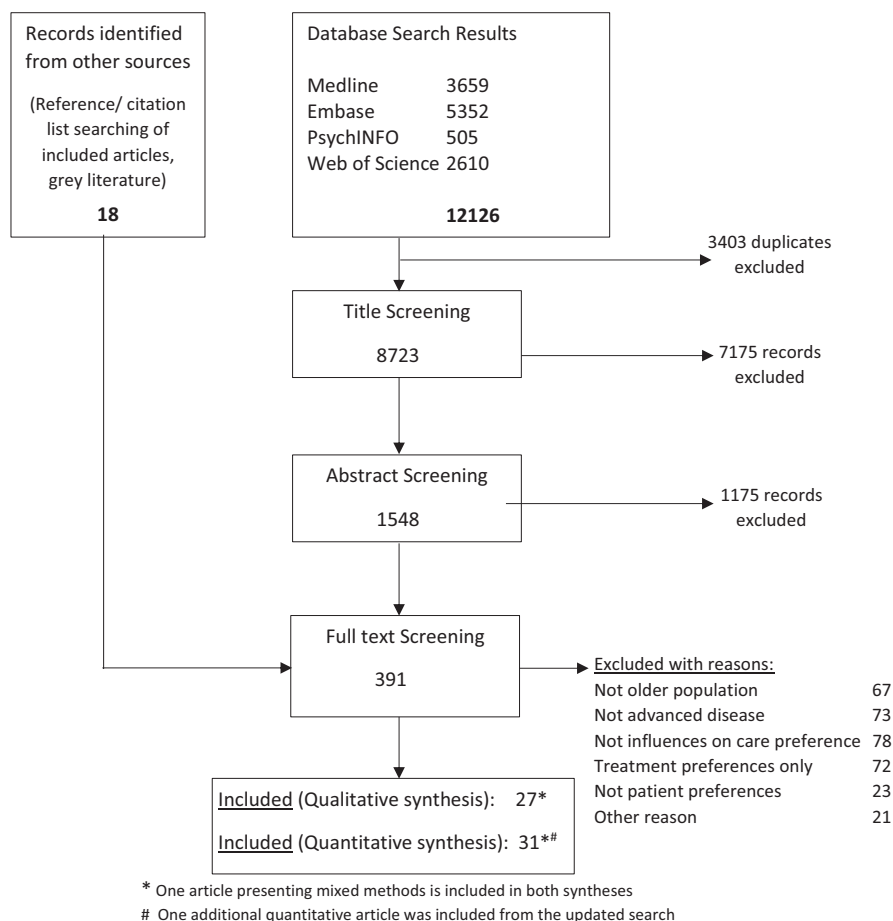 Records identified
from other sources
(Reference/ citation
list searching of
included articles,
grey literature)
18
Database Search Results
Medline 3659
Embase 5352
PsychINFO 505
Web of Science 2610
12126
3403 duplicates
excluded
Title Screening
8723
7175 records
excluded
Abstract Screening
1548
1175 records
excluded
Full text Screening
391
Excluded with reasons:
Not older population 67
Not advanced disease 73
Not influences on care preference 78
Treatment preferences only 72
Not patient preferences 23
Other reason 21
Included (Qualitative synthesis): 27*
Included (Quantitative synthesis): 31*#
* One article presenting mixed methods is included in both syntheses
# One additional quantitative article was included from the updated search